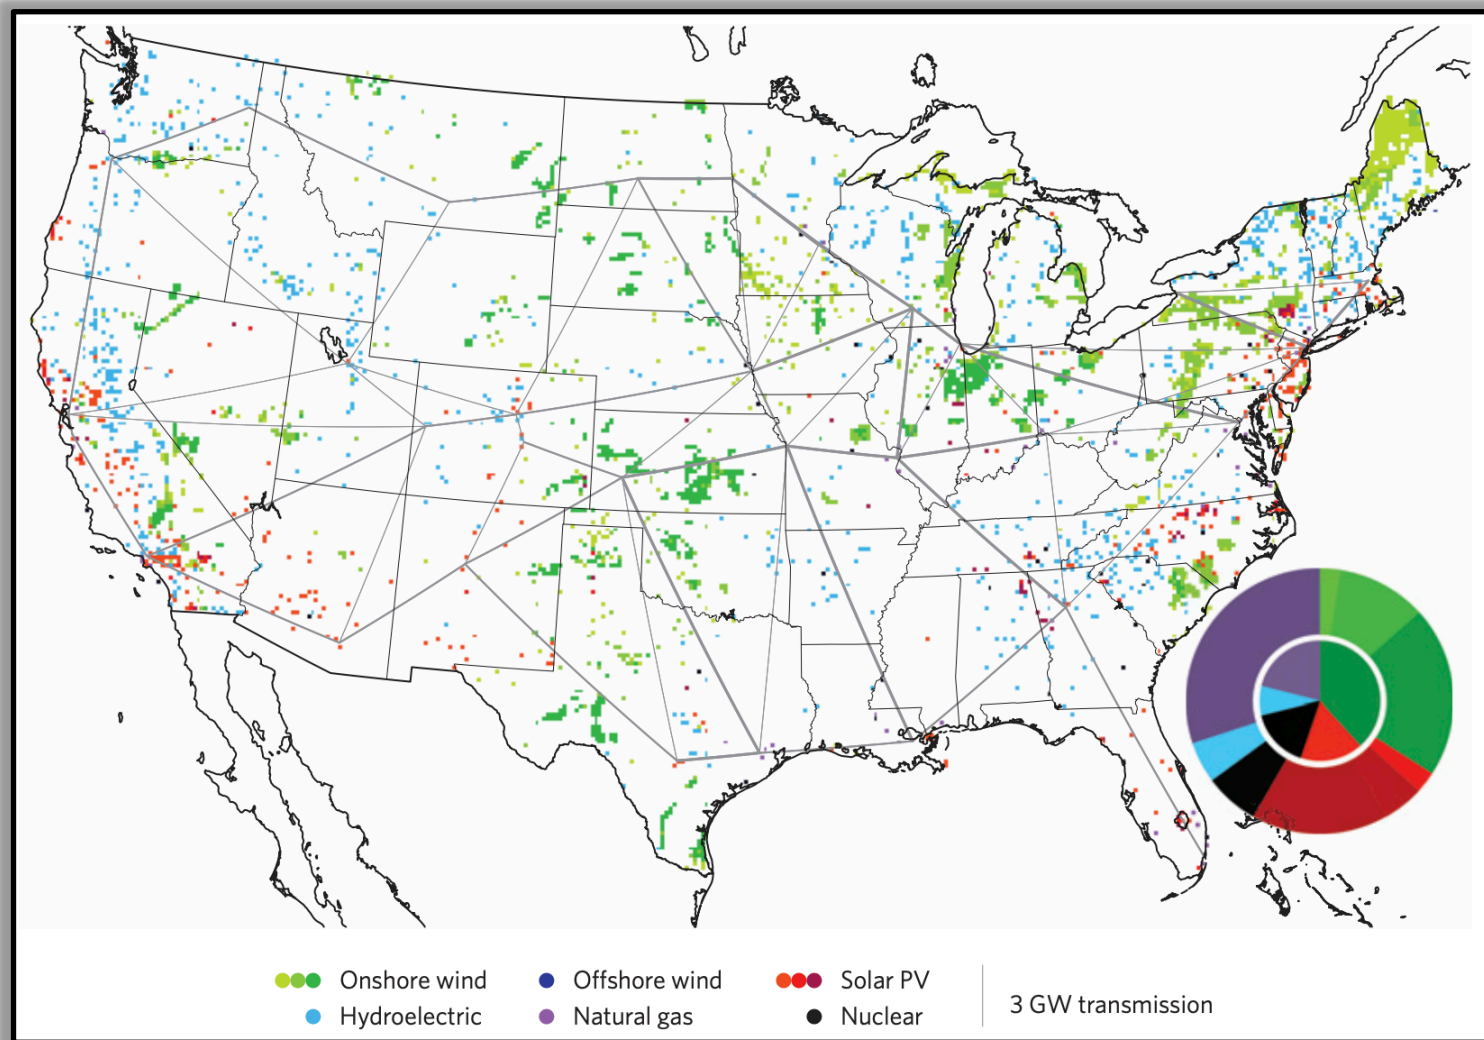 Onshore wind Offshore wind Solar PV
Hydroelectric Natural gas Nuclear
3 GW transmission